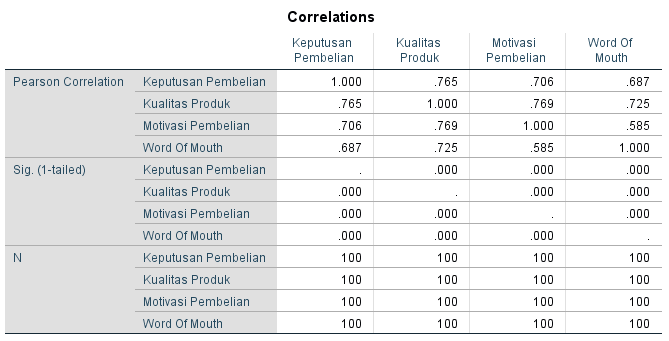 Correlations
Keputusan Pembelian Kualitas Produk Motivasi Pembelian Word Of Mouth
Pearson Correlation Keputusan Pembelian 1.000 .765 .706 .687
Kualitas Produk .765 1.000 .769 .725
Motivasi Pembelian .706 .769 1.000 .585
Word Of Mouth .687 .725 .585 1.000
Sig. (1-tailed) Keputusan Pembelian . .000 .000 .000
Kualitas Produk .000 . .000 .000
Motivasi Pembelian .000 .000 . .000
Word Of Mouth .000 .000 .000 .
N Keputusan Pembelian 100 100 100 100
Kualitas Produk 100 100 100 100
Motivasi Pembelian 100 100 100 100
Word Of Mouth 100 100 100 100